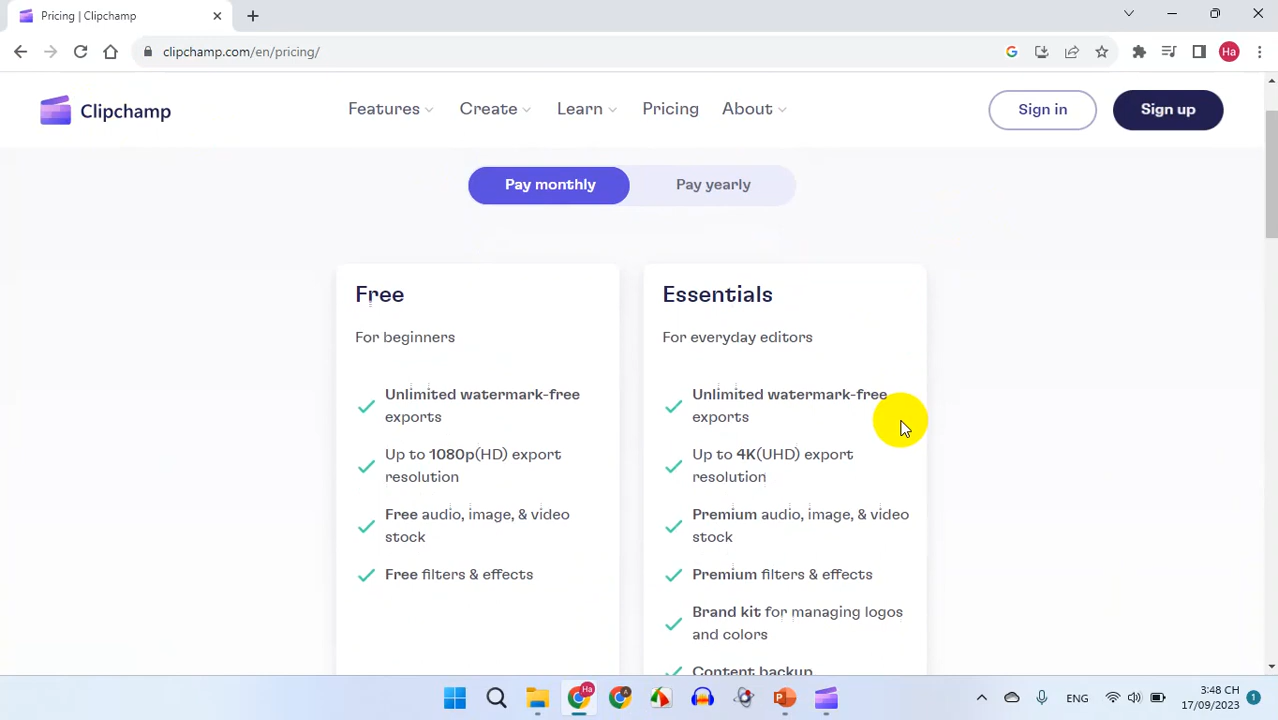 Pricing | Clipchamp
clipchamp.com/en/pricing/
Ha
Clipchamp
Features
Create
Learn
Pricing
About
Sign in
Sign up
Pay monthly
Pay yearly
Free
For beginners
Unlimited watermark-free
exports
Up to 1080p(HD) export
resolution
Free audio, image, & video
stock
Free filters & effects
Essentials
For everyday editors
Unlimited watermark-free
exports
Up to 4K(UHD) export
resolution
Premium audio, image, & video
stock
Premium filters & effects
Brand kit for managing logos
and colors
Content backup
Ha
A
ENG
3:48 CH
17/09/2023
1